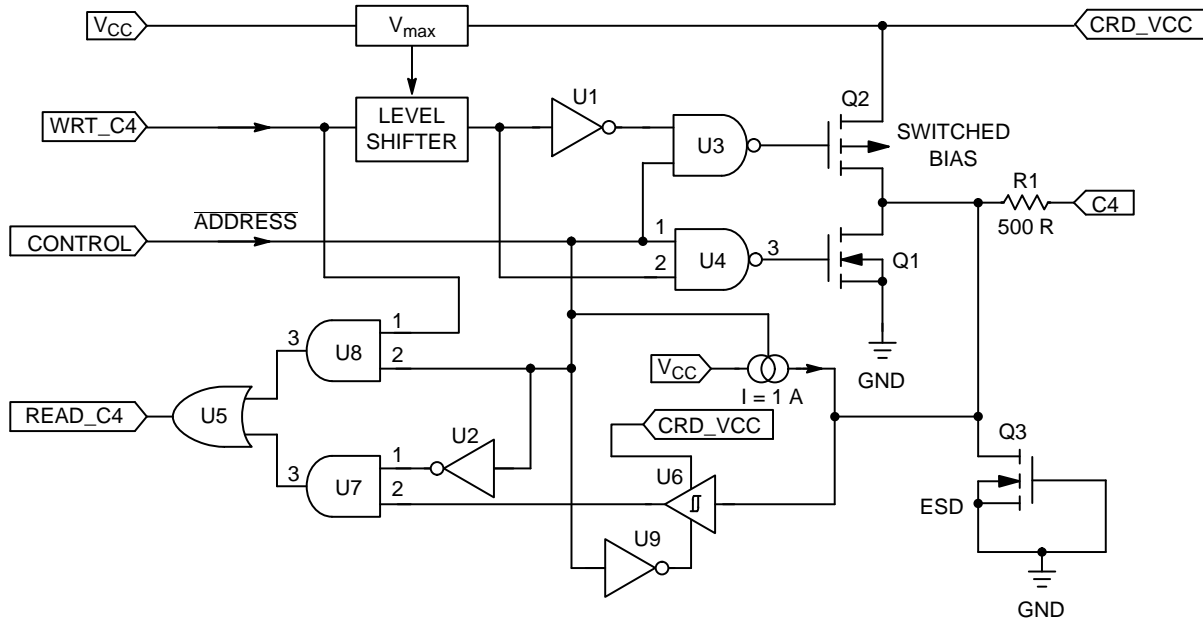 VCC
Vmax
CRD_VCC
WRT_C4
LEVEL
SHIFTER
U1
U3
Q2
SWITCHED
BIAS
R1
500 R
C4
CONTROL
ADDRESS
1
2
U4
3
Q1
GND
3
U8
1
2
VCC
I = 1 A
READ_C4
U5
CRD_VCC
Q3
U2
3
U7
1
2
U6
ESD
U9
GND